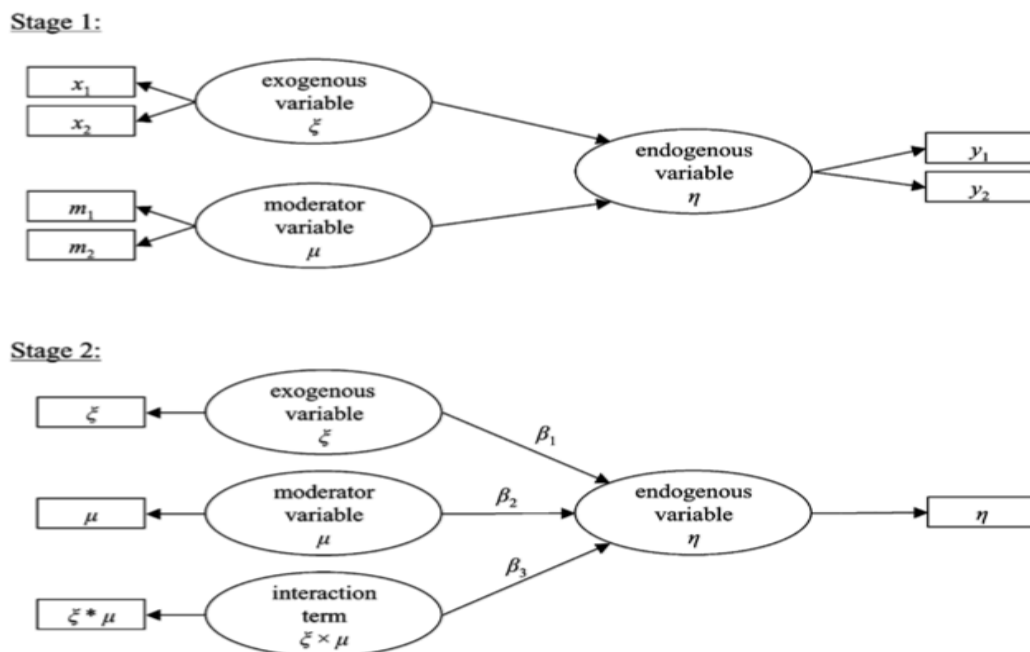 Stage 1:
x₁
x₂
exogenous
variable
ξ
m₁
m₂
moderator
variable
μ
endogenous
variable
η
y₁
y₂
Stage 2:
ξ
exogenous
variable
ξ
β₁
μ
moderator
variable
μ
β₂
endogenous
variable
η
η
β₃
ξ * μ
interaction
term
ξ × μ